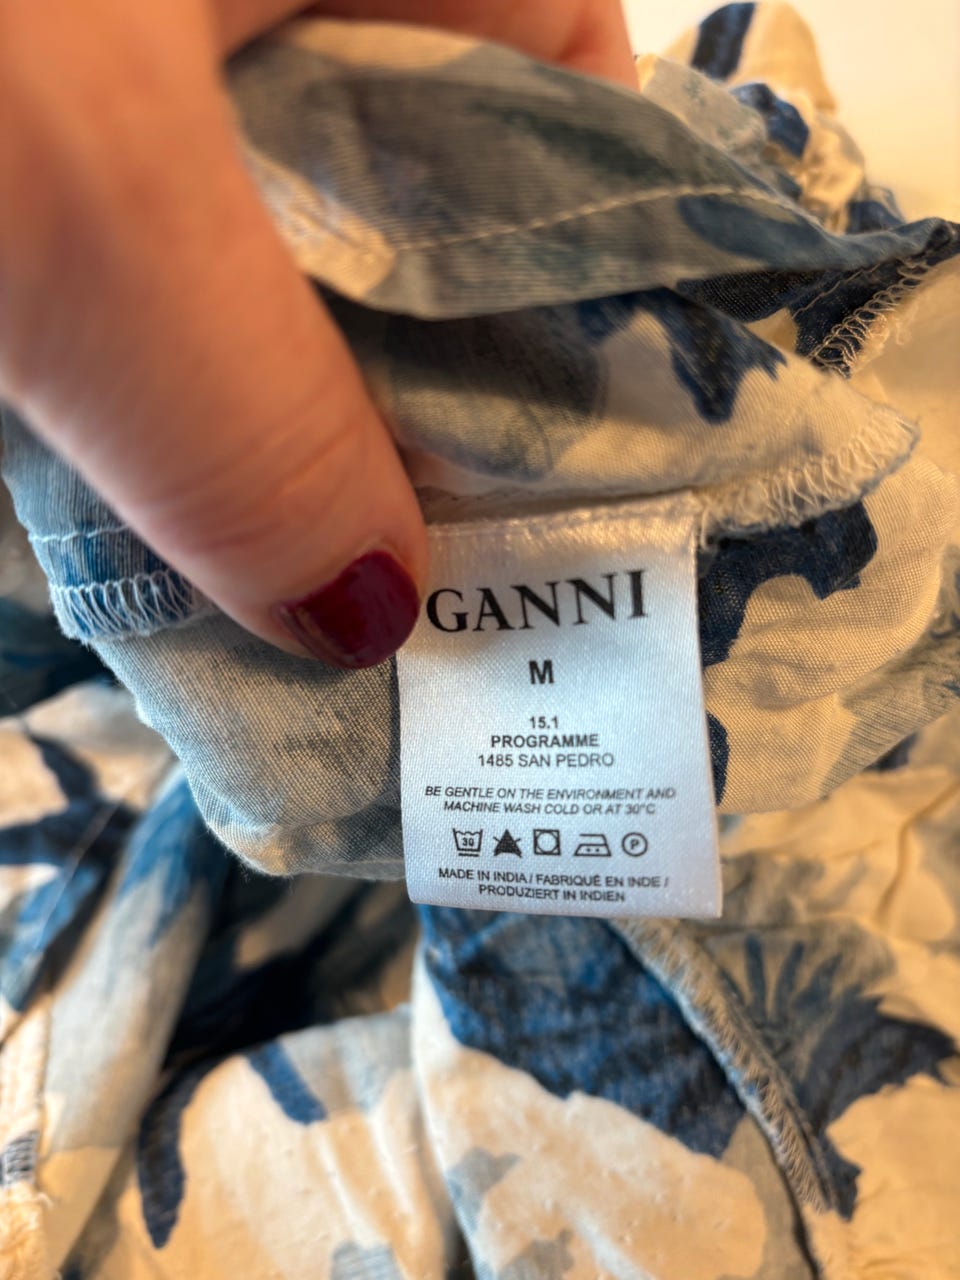 GANNI
M
15.1
PROGRAMME
1485 SAN PEDRO
BE GENTLE ON THE ENVIRONMENT AND
MACHINE WASH COLD OR AT 30°C
30 P
MADE IN INDIA / FABRIQUÉ EN INDE /
PRODUZIERT IN INDIEN